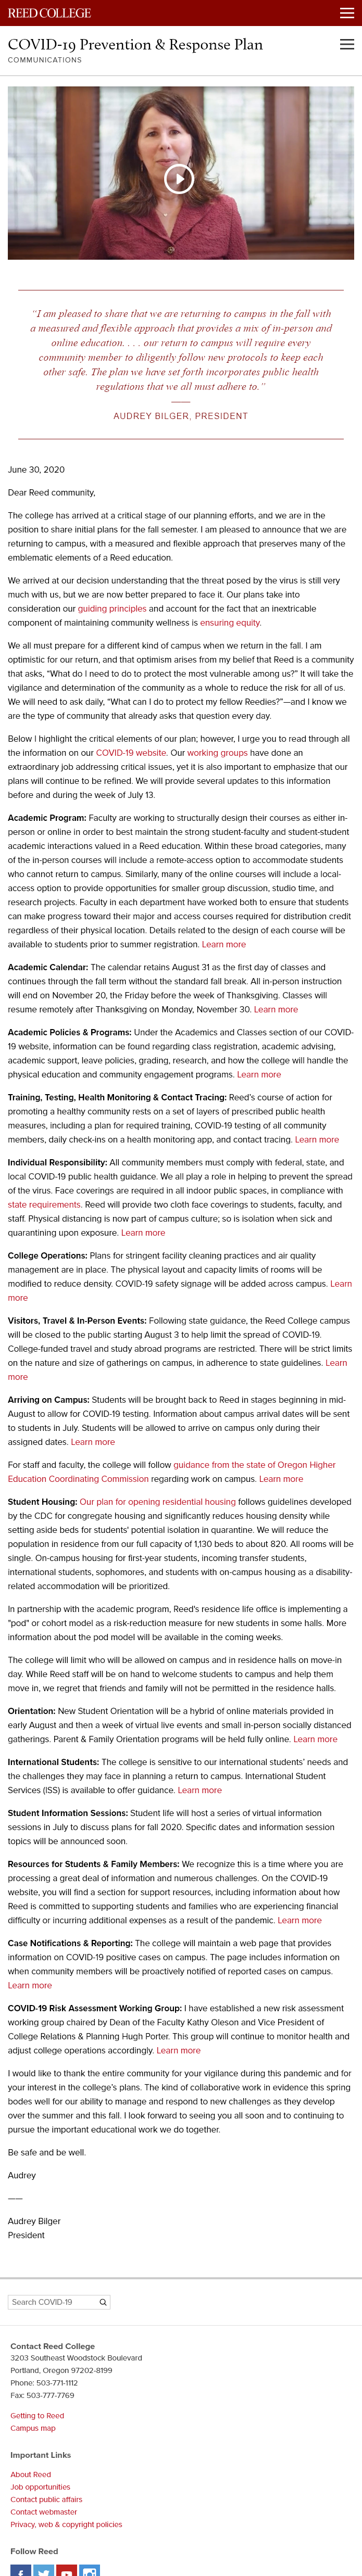 REED COLLEGE
COVID-19 Prevention & Response Plan
COMMUNICATIONS
“I am pleased to share that we are returning to campus in the fall with
a measured and flexible approach that provides a mix of in-person and
online education. . . . our return to campus will require every
community member to diligently follow new protocols to keep each
other safe. The plan we have set forth incorporates public health
regulations that we all must adhere to.”
AUDREY BILGER, PRESIDENT
June 30, 2020
Dear Reed community,
The college has arrived at a critical stage of our planning efforts, and we are in the
position to share initial plans for the fall semester. I am pleased to announce that we are
returning to campus, with a measured and flexible approach that preserves many of the
emblematic elements of a Reed education.
We arrived at our decision understanding that the threat posed by the virus is still very
much with us, but we are now better prepared to face it. Our plans take into
consideration our guiding principles and account for the fact that an inextricable
component of maintaining community wellness is ensuring equity.
We all must prepare for a different kind of campus when we return in the fall. I am
optimistic for our return, and that optimism arises from my belief that Reed is a community
that asks, “What do I need to do to protect the most vulnerable among us?” It will take the
vigilance and determination of the community as a whole to reduce the risk for all of us.
We will need to ask daily, “What can I do to protect my fellow Reedies?”—and I know we
are the type of community that already asks that question every day.
Below I highlight the critical elements of our plan; however, I urge you to read through all
the information on our COVID-19 website. Our working groups have done an
extraordinary job addressing critical issues, yet it is also important to emphasize that our
plans will continue to be refined. We will provide several updates to this information
before and during the week of July 13.
Academic Program: Faculty are working to structurally design their courses as either in-
person or online in order to best maintain the strong student-faculty and student-student
academic interactions valued in a Reed education. Within these broad categories, many
of the in-person courses will include a remote-access option to accommodate students
who cannot return to campus. Similarly, many of the online courses will include a local-
access option to provide opportunities for smaller group discussion, studio time, and
research projects. Faculty in each department have worked both to ensure that students
can make progress toward their major and access courses required for distribution credit
regardless of their physical location. Details related to the design of each course will be
available to students prior to summer registration. Learn more
Academic Calendar: The calendar retains August 31 as the first day of classes and
continues through the fall term without the standard fall break. All in-person instruction
will end on November 20, the Friday before the week of Thanksgiving. Classes will
resume remotely after Thanksgiving on Monday, November 30. Learn more
Academic Policies & Programs: Under the Academics and Classes section of our COVID-
19 website, information can be found regarding class registration, academic advising,
academic support, leave policies, grading, research, and how the college will handle the
physical education and community engagement programs. Learn more
Training, Testing, Health Monitoring & Contact Tracing: Reed’s course of action for
promoting a healthy community rests on a set of layers of prescribed public health
measures, including a plan for required training, COVID-19 testing of all community
members, daily check-ins on a health monitoring app, and contact tracing. Learn more
Individual Responsibility: All community members must comply with federal, state, and
local COVID-19 public health guidance. We all play a role in helping to prevent the spread
of the virus. Face coverings are required in all indoor public spaces, in compliance with
state requirements. Reed will provide two cloth face coverings to students, faculty, and
staff. Physical distancing is now part of campus culture; so is isolation when sick and
quarantining upon exposure. Learn more
College Operations: Plans for stringent facility cleaning practices and air quality
management are in place. The physical layout and capacity limits of rooms will be
modified to reduce density. COVID-19 safety signage will be added across campus. Learn
more
Visitors, Travel & In-Person Events: Following state guidance, the Reed College campus
will be closed to the public starting August 3 to help limit the spread of COVID-19.
College-funded travel and study abroad programs are restricted. There will be strict limits
on the nature and size of gatherings on campus, in adherence to state guidelines. Learn
more
Arriving on Campus: Students will be brought back to Reed in stages beginning in mid-
August to allow for COVID-19 testing. Information about campus arrival dates will be sent
to students in July. Students will be allowed to arrive on campus only during their
assigned dates. Learn more
For staff and faculty, the college will follow guidance from the state of Oregon Higher
Education Coordinating Commission regarding work on campus. Learn more
Student Housing: Our plan for opening residential housing follows guidelines developed
by the CDC for congregate housing and significantly reduces housing density while
setting aside beds for students' potential isolation in quarantine. We will reduce the
population in residence from our full capacity of 1,130 beds to about 820. All rooms will be
single. On-campus housing for first-year students, incoming transfer students,
international students, sophomores, and students with on-campus housing as a disability-
related accommodation will be prioritized.
In partnership with the academic program, Reed's residence life office is implementing a
"pod" or cohort model as a risk-reduction measure for new students in some halls. More
information about the pod model will be available in the coming weeks.
The college will limit who will be allowed on campus and in residence halls on move-in
day. While Reed staff will be on hand to welcome students to campus and help them
move in, we regret that friends and family will not be permitted in the residence halls.
Orientation: New Student Orientation will be a hybrid of online materials provided in
early August and then a week of virtual live events and small in-person socially distanced
gatherings. Parent & Family Orientation programs will be held fully online. Learn more
International Students: The college is sensitive to our international students’ needs and
the challenges they may face in planning a return to campus. International Student
Services (ISS) is available to offer guidance. Learn more
Student Information Sessions: Student life will host a series of virtual information
sessions in July to discuss plans for fall 2020. Specific dates and information session
topics will be announced soon.
Resources for Students & Family Members: We recognize this is a time where you are
processing a great deal of information and numerous challenges. On the COVID-19
website, you will find a section for support resources, including information about how
Reed is committed to supporting students and families who are experiencing financial
difficulty or incurring additional expenses as a result of the pandemic. Learn more
Case Notifications & Reporting: The college will maintain a web page that provides
information on COVID-19 positive cases on campus. The page includes information on
when community members will be proactively notified of reported cases on campus.
Learn more
COVID-19 Risk Assessment Working Group: I have established a new risk assessment
working group chaired by Dean of the Faculty Kathy Oleson and Vice President of
College Relations & Planning Hugh Porter. This group will continue to monitor health and
adjust college operations accordingly. Learn more
I would like to thank the entire community for your vigilance during this pandemic and for
your interest in the college’s plans. The kind of collaborative work in evidence this spring
bodes well for our ability to manage and respond to new challenges as they develop
over the summer and this fall. I look forward to seeing you all soon and to continuing to
pursue the important educational work we do together.
Be safe and be well.
Audrey
——
Audrey Bilger
President
Search COVID-19
Contact Reed College
3203 Southeast Woodstock Boulevard
Portland, Oregon 97202-8199
Phone: 503-771-1112
Fax: 503-777-7769
Getting to Reed
Campus map
Important Links
About Reed
Job opportunities
Contact public affairs
Contact webmaster
Privacy, web & copyright policies
Follow Reed